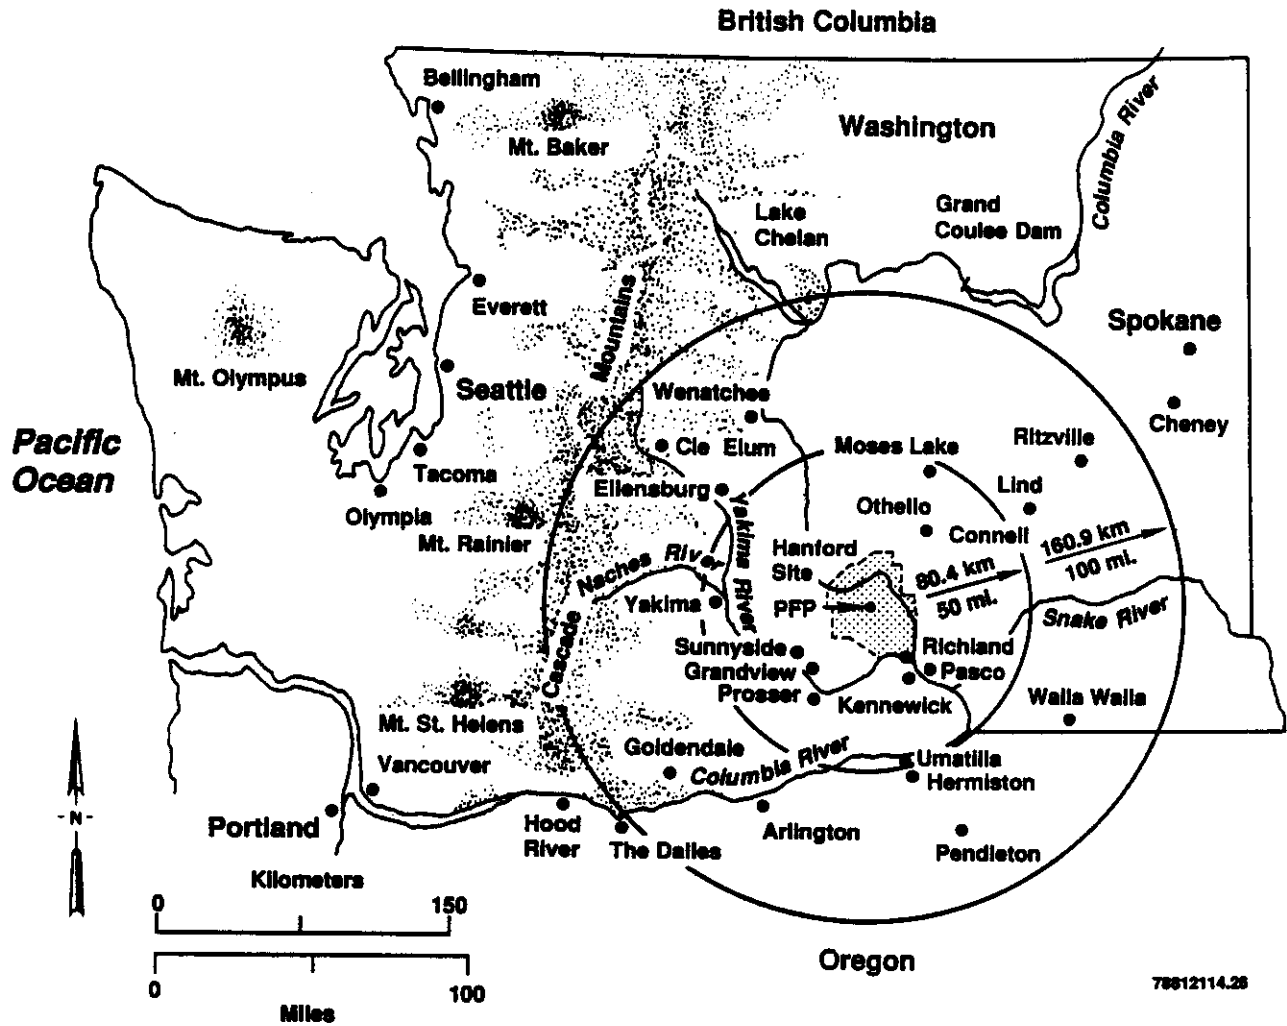 British Columbia
Bellingham
Mt. Baker
Washington
Columbia River
Lake
Chelan
Grand
Coulee Dam
Everett
Mountains
Spokane
Mt. Olympus
Seattle
Wenatchee
Cheney
Pacific
Ocean
Cle Elum
Moses Lake
Ritzville
Tacoma
Ellensburg
Lind
Olympia
Yakima River
Othello
Mt. Rainier
Connell
Naches River
Hanford
Site
80.4 km
50 mi.
160.9 km
100 mi.
Yakima
PFP
Snake River
Cascade
Sunnyside
Richland
Grandview
Pasco
Prosser
Kennewick
Walla Walla
Mt. St. Helens
Goldendale
Columbia River
Vancouver
Umatilla
Hermiston
-N-
Portland
Hood
River
The Dalles
Arlington
Pendleton
Kilometers
0
150
Oregon
0
100
Miles
78612114.26